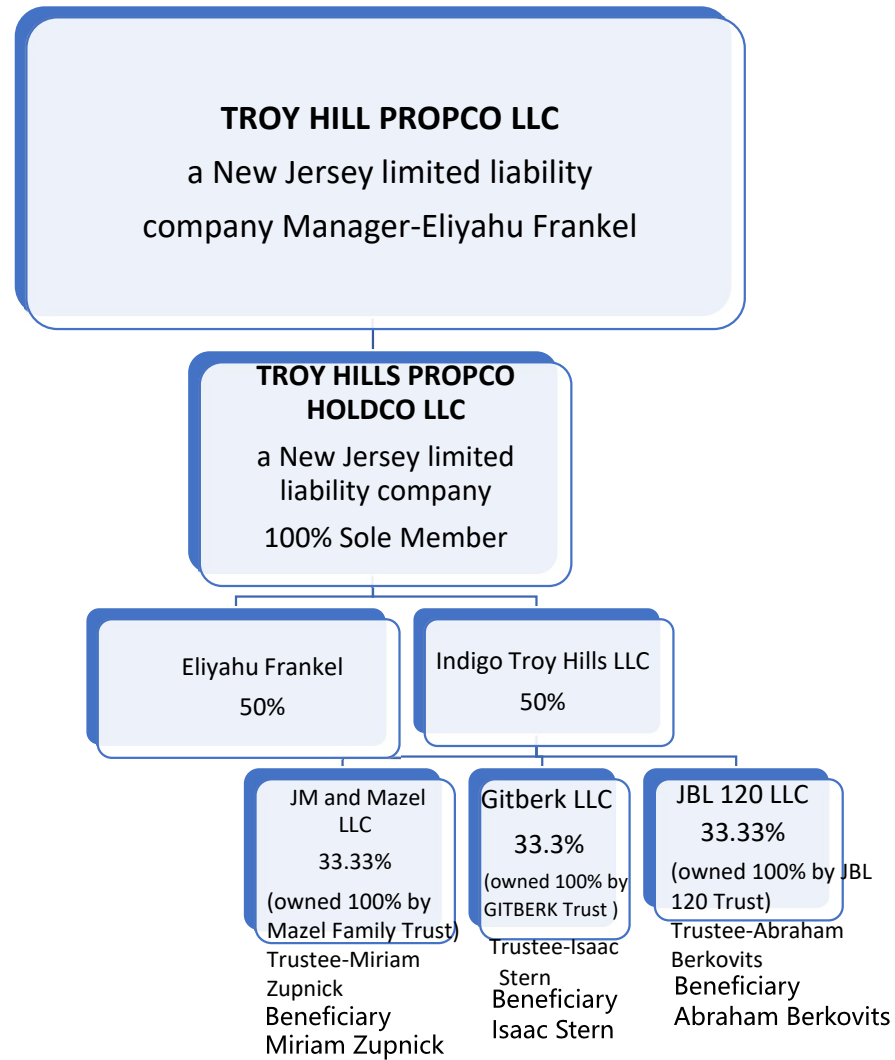 TROY HILL PROPCO LLC
a New Jersey limited liability
company Manager-Eliyahu Frankel
TROY HILLS PROPCO
HOLDCO LLC
a New Jersey limited
liability company
100% Sole Member
Eliyahu Frankel
50%
Indigo Troy Hills LLC
50%
JM and Mazel
LLC
33.33%
(owned 100% by
Mazel Family Trust)
Trustee-Miriam
Zupnick
Beneficiary
Miriam Zupnick
Gitberk LLC
33.3%
(owned 100% by
GITBERK Trust )
Trustee-Isaac
Stern
Beneficiary
Isaac Stern
JBL 120 LLC
33.33%
(owned 100% by JBL
120 Trust)
Trustee-Abraham
Berkovits
Beneficiary
Abraham Berkovits